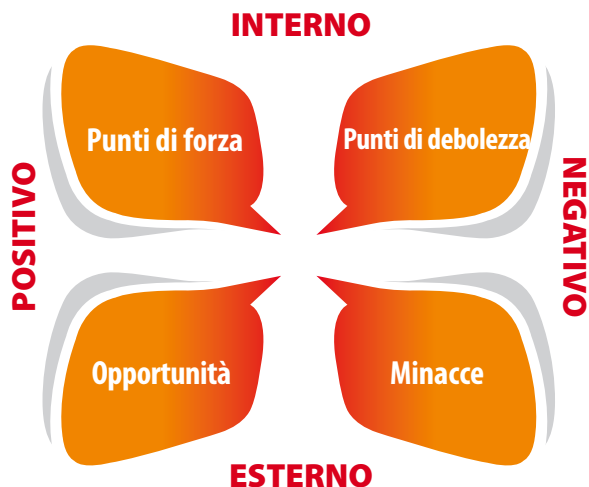 INTERNO
Punti di forza
Punti di debolezza
POSITIVO
NEGATIVO
Opportunità
Minacce
ESTERNO